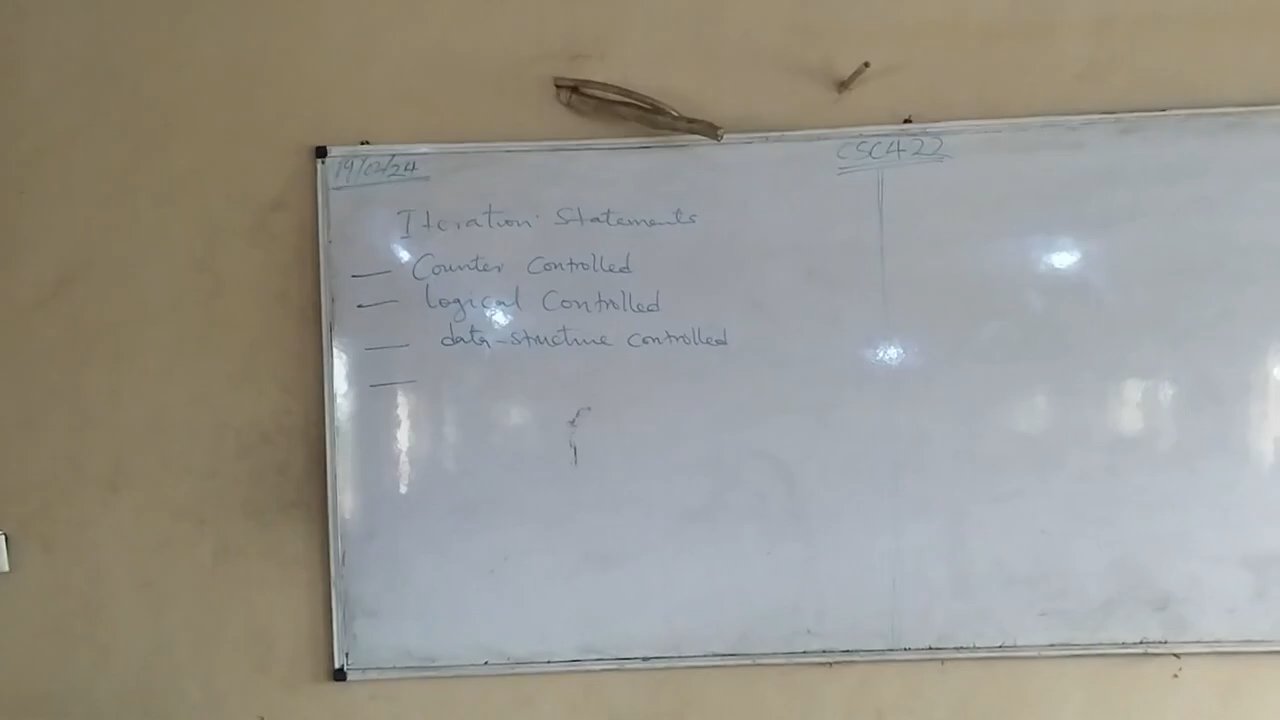 19/02/24
CSC422
Iteration Statements
— Counter Controlled
— Logical Controlled
— data-structure controlled
—